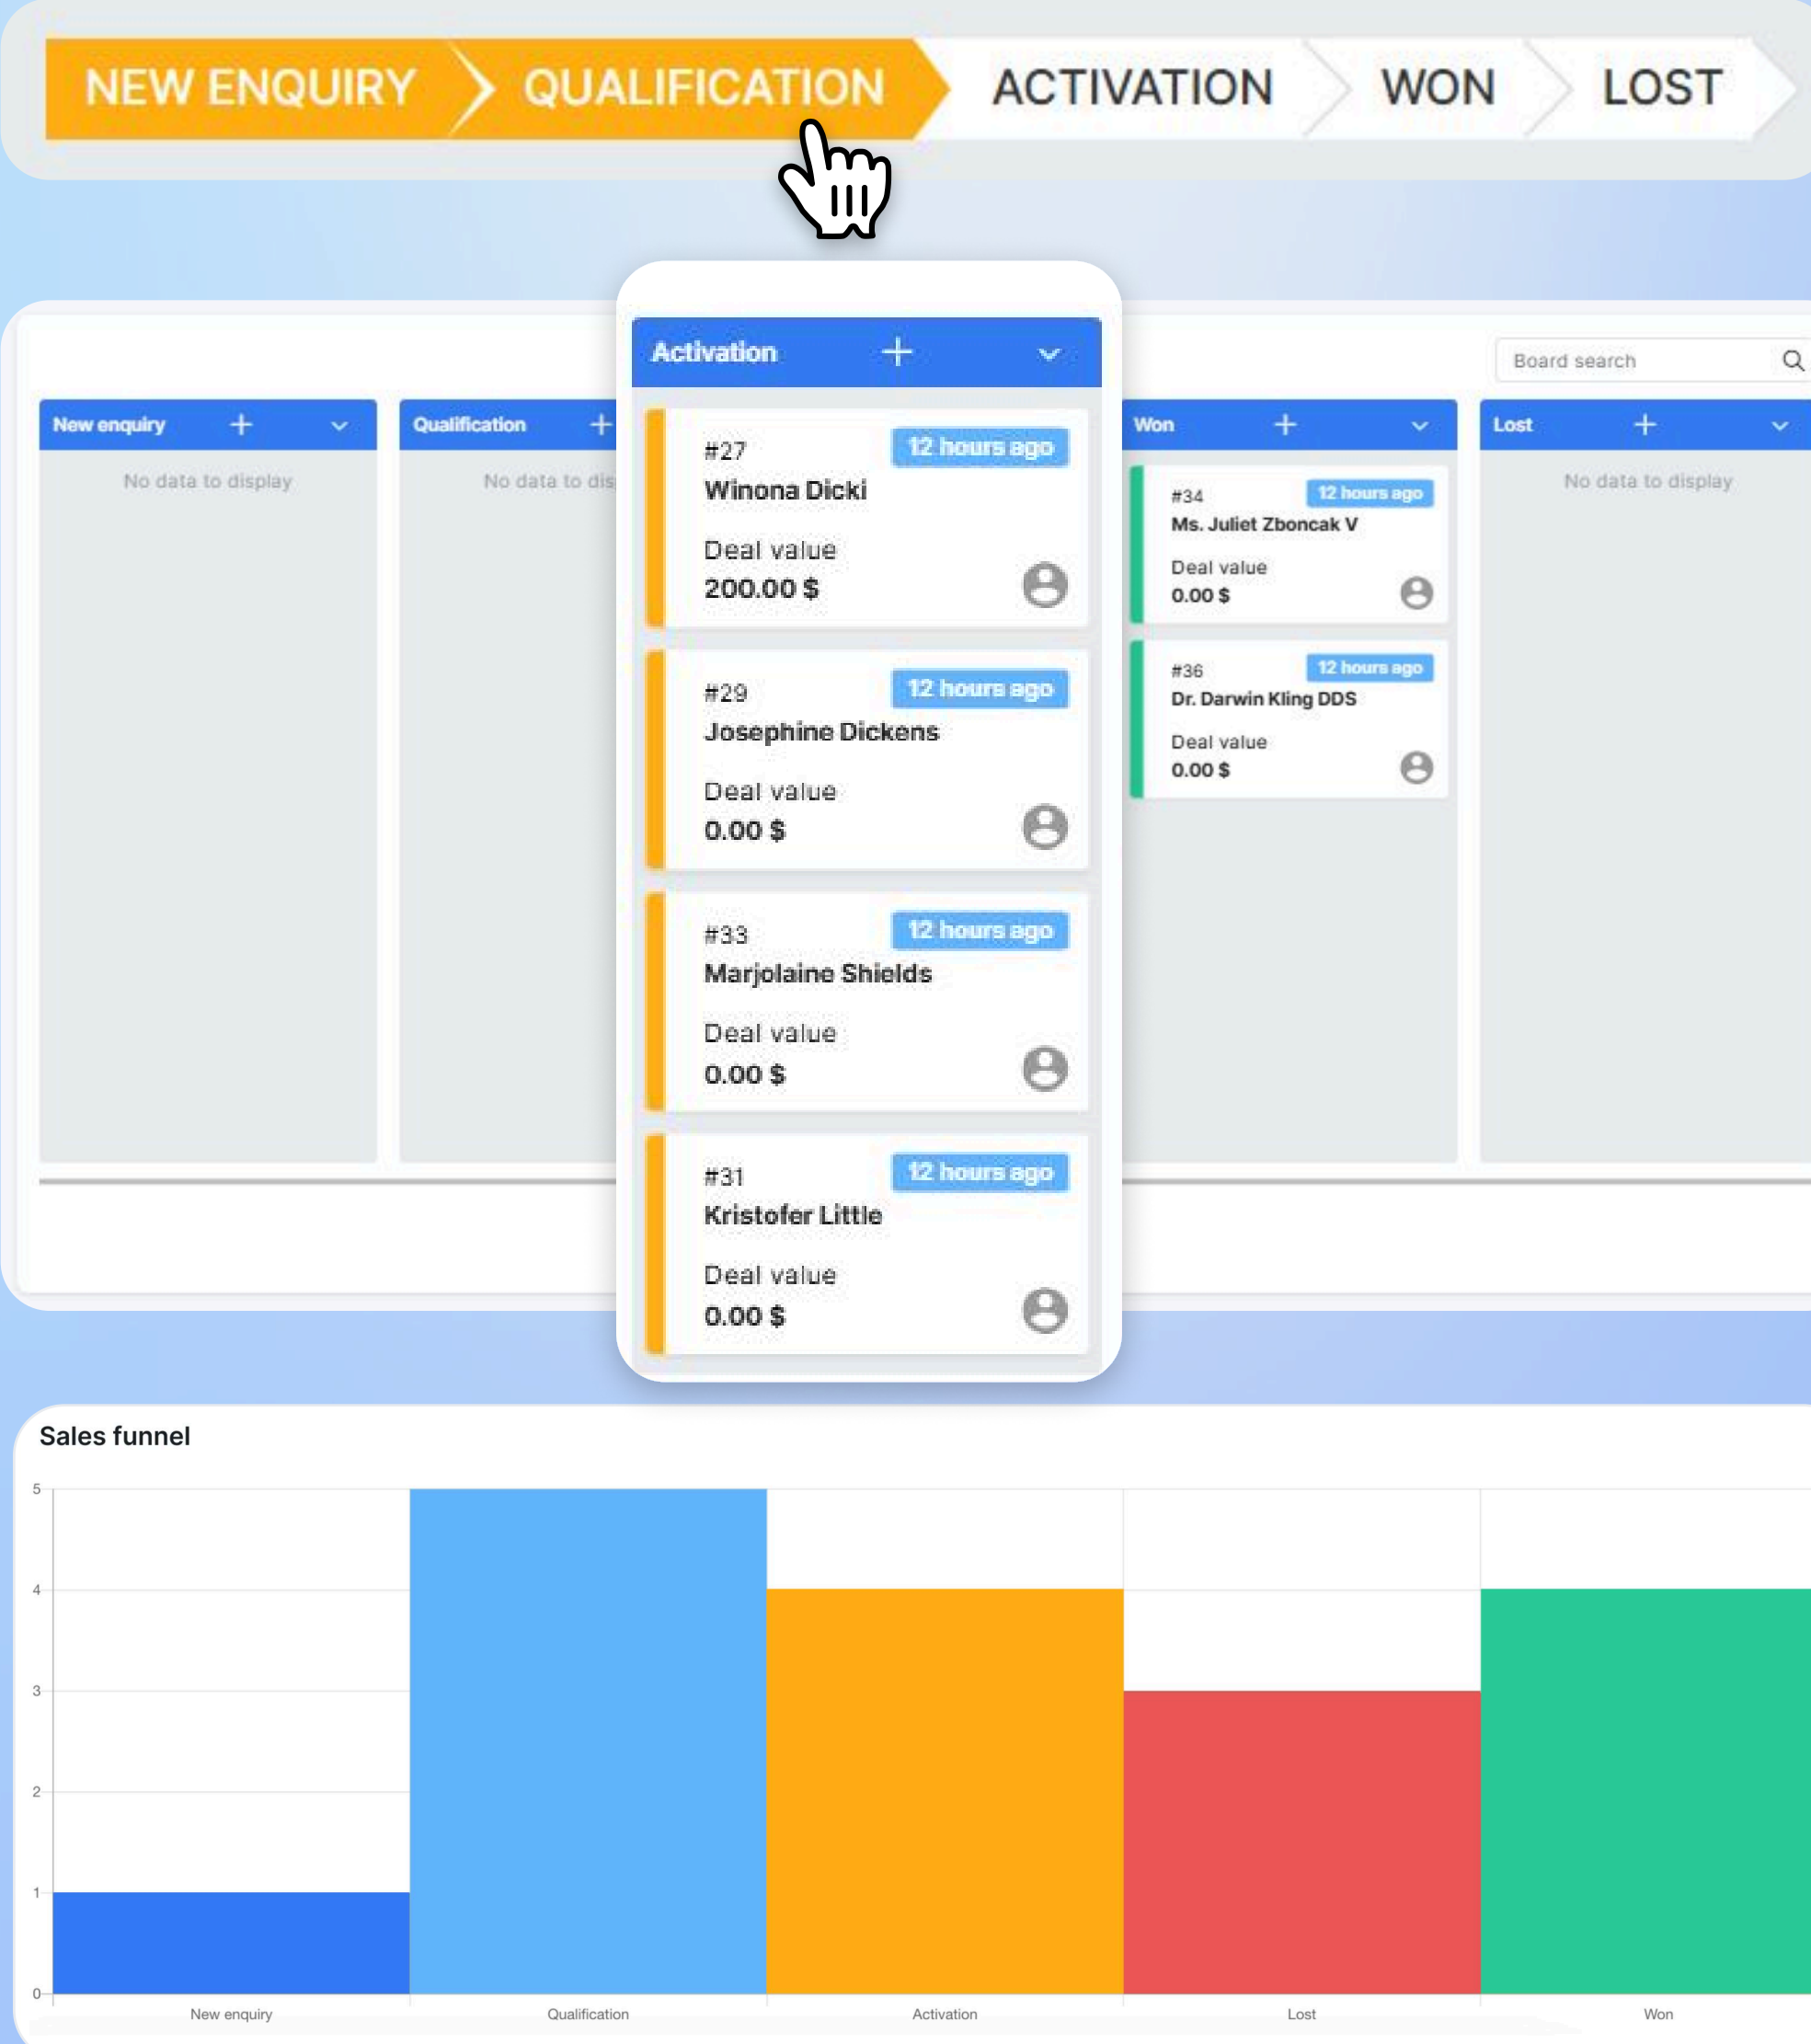 NEW ENQUIRY QUALIFICATION ACTIVATION WON LOST
Board search
New enquiry
No data to display
Qualification
No data to dis
Activation
#27 12 hours ago
Winona Dicki
Deal value
200.00 $
#29 12 hours ago
Josephine Dickens
Deal value
0.00 $
#33 12 hours ago
Marjolaine Shields
Deal value
0.00 $
#31 12 hours ago
Kristofer Little
Deal value
0.00 $
Won
#34 12 hours ago
Ms. Juliet Zboncak V
Deal value
0.00 $
#36 12 hours ago
Dr. Darwin Kling DDS
Deal value
0.00 $
Lost
No data to display
Sales funnel
5
4
3
2
1
0
New enquiry Qualification Activation Lost Won